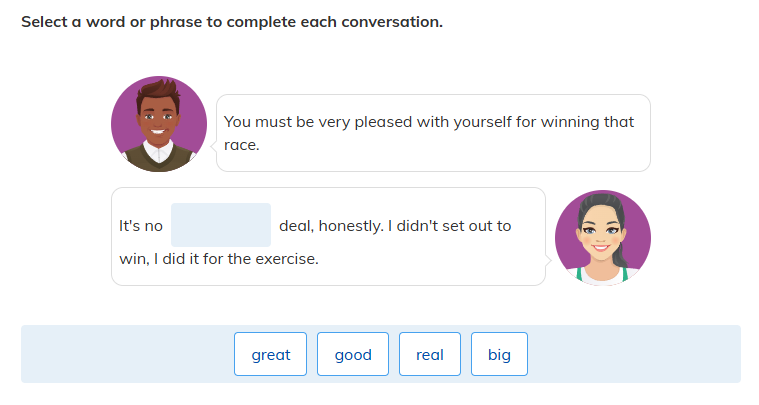 Select a word or phrase to complete each conversation.
You must be very pleased with yourself for winning that
race.
It's no deal, honestly. I didn't set out to
win, I did it for the exercise.
great good real big